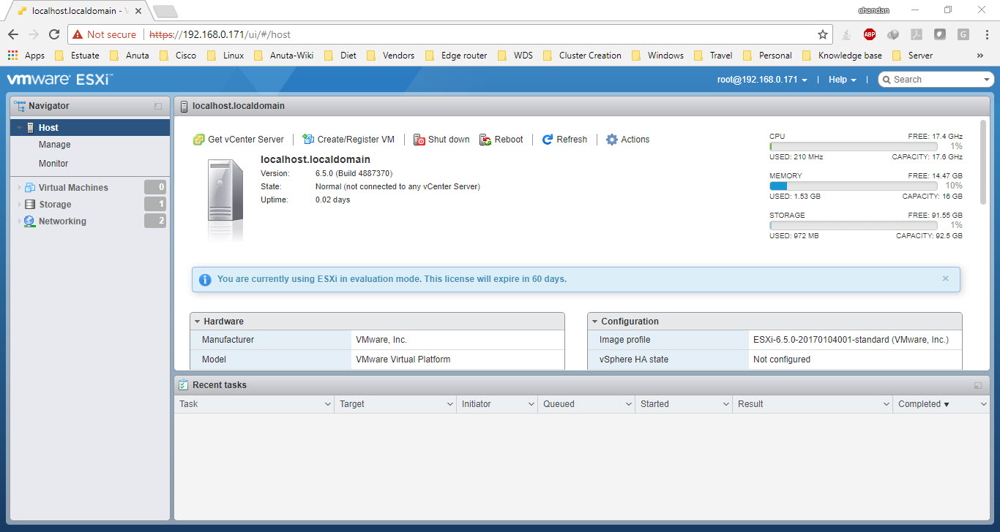 localhost.localdomain -
chandan
Not secure https://192.168.0.171/ui/#/host
ABP
G
Apps Estuate Anuta Cisco Linux Anuta-Wiki Diet Vendors Edge router WDS Cluster Creation Windows Travel Personal Knowledge base Server »
vmware ESXi™
root@192.168.0.171 Help Search
Navigator
Host
Manage
Monitor
Virtual Machines 0
Storage 1
Networking 2
localhost.localdomain
Get vCenter Server Create/Register VM Shut down Reboot Refresh Actions
localhost.localdomain
Version: 6.5.0 (Build 4887370)
State: Normal (not connected to any vCenter Server)
Uptime: 0.02 days
CPU FREE: 17.4 GHz
1%
USED: 210 MHz CAPACITY: 17.6 GHz
MEMORY FREE: 14.47 GB
10%
USED: 1.53 GB CAPACITY: 16 GB
STORAGE FREE: 91.55 GB
1%
USED: 972 MB CAPACITY: 92.5 GB
You are currently using ESXi in evaluation mode. This license will expire in 60 days.
Hardware
Manufacturer VMware, Inc.
Model VMware Virtual Platform
Configuration
Image profile ESXi-6.5.0-20170104001-standard (VMware, Inc.)
vSphere HA state Not configured
Recent tasks
Task Target Initiator Queued Started Result Completed ▼